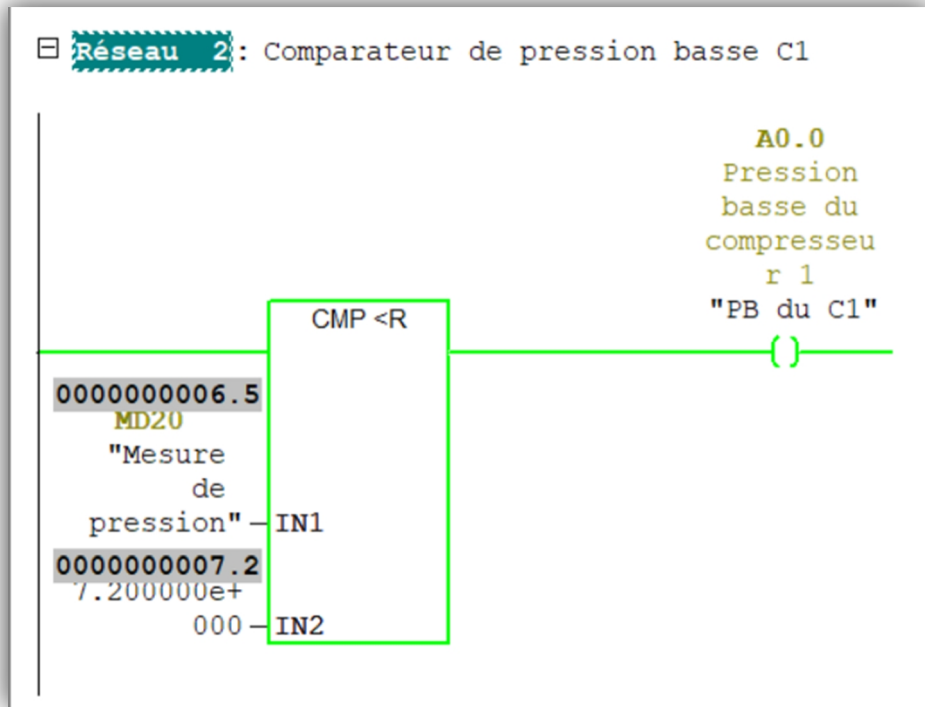 Réseau 2: Comparateur de pression basse C1
A0.0
Pression
basse du
compresseu
r 1
"PB du C1"
CMP <R
0000000006.5
MD20
"Mesure
de
pression"
IN1
0000000007.2
7.200000e+
000
IN2